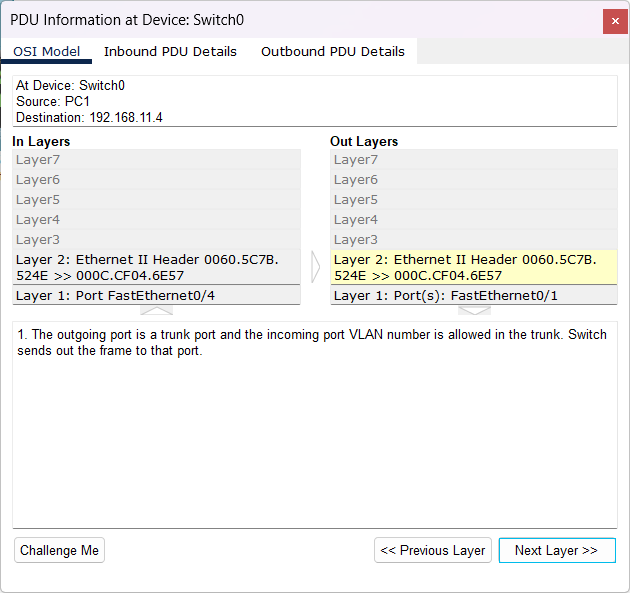 PDU Information at Device: Switch0
OSI Model
Inbound PDU Details
Outbound PDU Details
At Device: Switch0
Source: PC1
Destination: 192.168.11.4
In Layers
Layer7
Layer6
Layer5
Layer4
Layer3
Layer 2: Ethernet II Header 0060.5C7B.
524E >> 000C.CF04.6E57
Layer 1: Port FastEthernet0/4
Out Layers
Layer7
Layer6
Layer5
Layer4
Layer3
Layer 2: Ethernet II Header 0060.5C7B.
524E >> 000C.CF04.6E57
Layer 1: Port(s): FastEthernet0/1
1. The outgoing port is a trunk port and the incoming port VLAN number is allowed in the trunk. Switch
sends out the frame to that port.
Challenge Me
<< Previous Layer
Next Layer >>